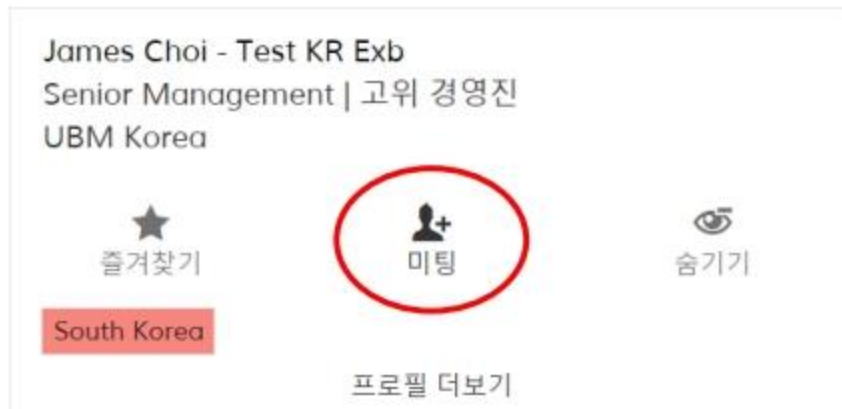 James Choi - Test KR Exb
Senior Management | 고위 경영진
UBM Korea
즐겨찾기 미팅 숨기기
South Korea
프로필 더보기